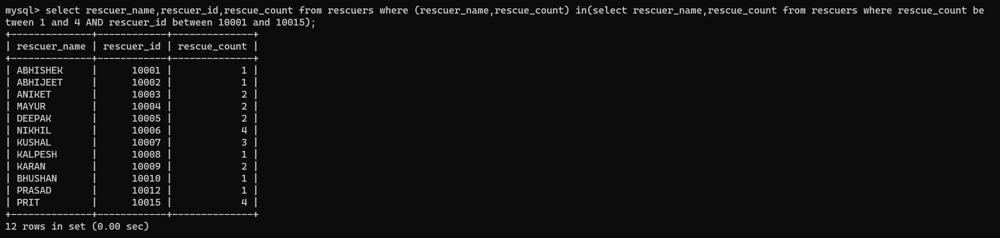 mysql> select rescuer_name,rescuer_id,rescue_count from rescuers where (rescuer_name,rescue_count) in(select rescuer_name,rescue_count from rescuers where rescue_count be
tween 1 and 4 AND rescuer_id between 10001 and 10015);
+--------------+------------+--------------+
| rescuer_name | rescuer_id | rescue_count |
+--------------+------------+--------------+
| ABHISHEK     |      10001 |            1 |
| ABHIJEET     |      10002 |            1 |
| ANIKET       |      10003 |            2 |
| MAYUR        |      10004 |            2 |
| DEEPAK       |      10005 |            2 |
| NIKHIL       |      10006 |            4 |
| KUSHAL       |      10007 |            3 |
| KALPESH      |      10008 |            1 |
| KARAN        |      10009 |            2 |
| BHUSHAN      |      10010 |            1 |
| PRASAD       |      10012 |            1 |
| PRIT         |      10015 |            4 |
+--------------+------------+--------------+
12 rows in set (0.00 sec)